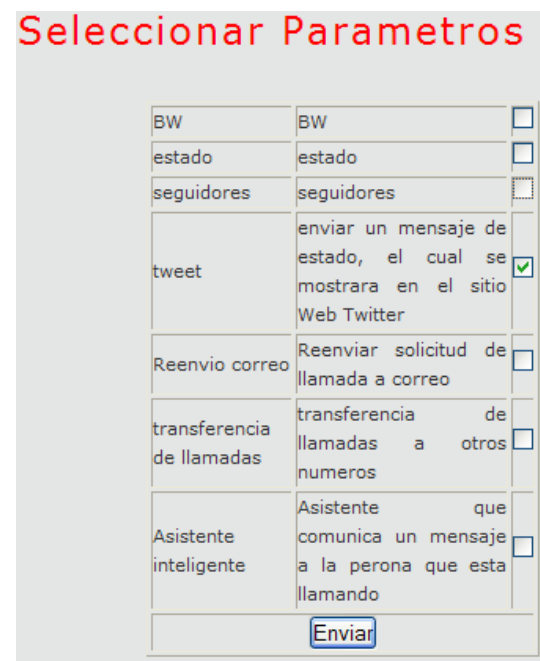 Seleccionar Parametros
BW BW
estado estado
seguidores seguidores
tweet
enviar un mensaje de
estado, el cual se
mostrara en el sitio
Web Twitter
Reenvio correo
Reenviar solicitud de
llamada a correo
transferencia
de llamadas
transferencia de
llamadas a otros
numeros
Asistente
inteligente
Asistente que
comunica un mensaje
a la perona que esta
llamando
Enviar